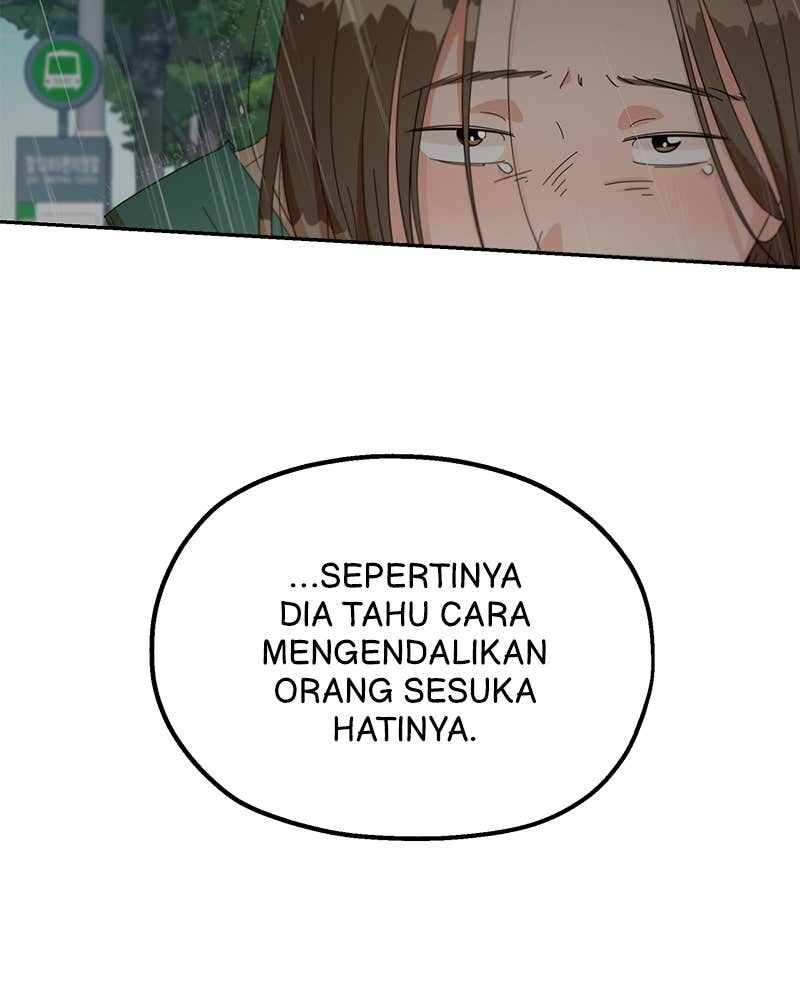 ...SEPERTINYA
DIA TAHU CARA
MENGENDALIKAN
ORANG SESUKA
HATINYA.